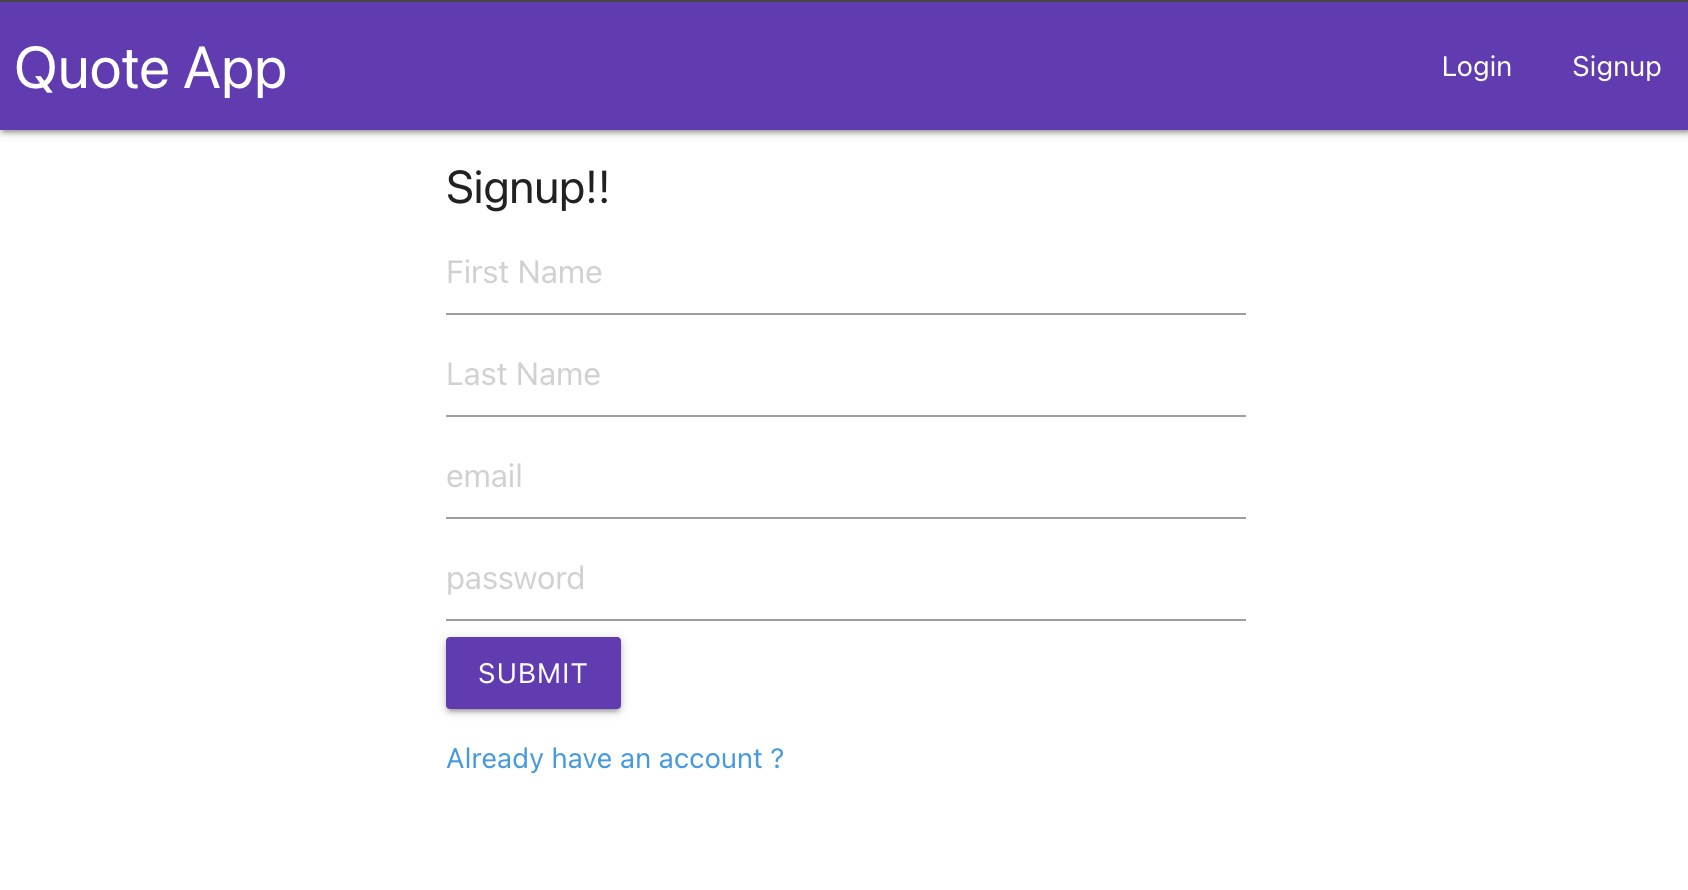 Quote App
Login
Signup
Signup!!
First Name
Last Name
email
password
SUBMIT
Already have an account ?